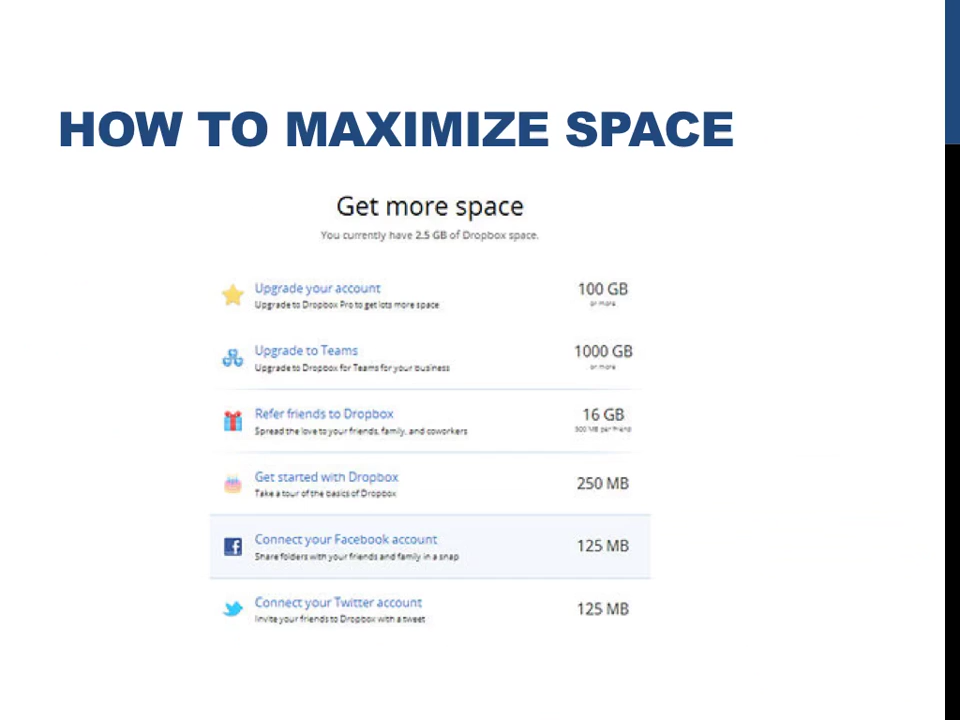 HOW TO MAXIMIZE SPACE
Get more space
You currently have 2.5 GB of Dropbox space.
Upgrade your account
100 GB
Upgrade to Dropbox Pro to get lots more space
or more
Upgrade to Teams
1000 GB
Upgrade to Dropbox for Teams for your business
or more
Refer friends to Dropbox
16 GB
Spread the love to your friends, family, and coworkers
500 MB per friend
Get started with Dropbox
250 MB
Take a tour of the basics of Dropbox
Connect your Facebook account
125 MB
Share folders with your friends and family in a snap
Connect your Twitter account
125 MB
Invite your friends to Dropbox with a tweet